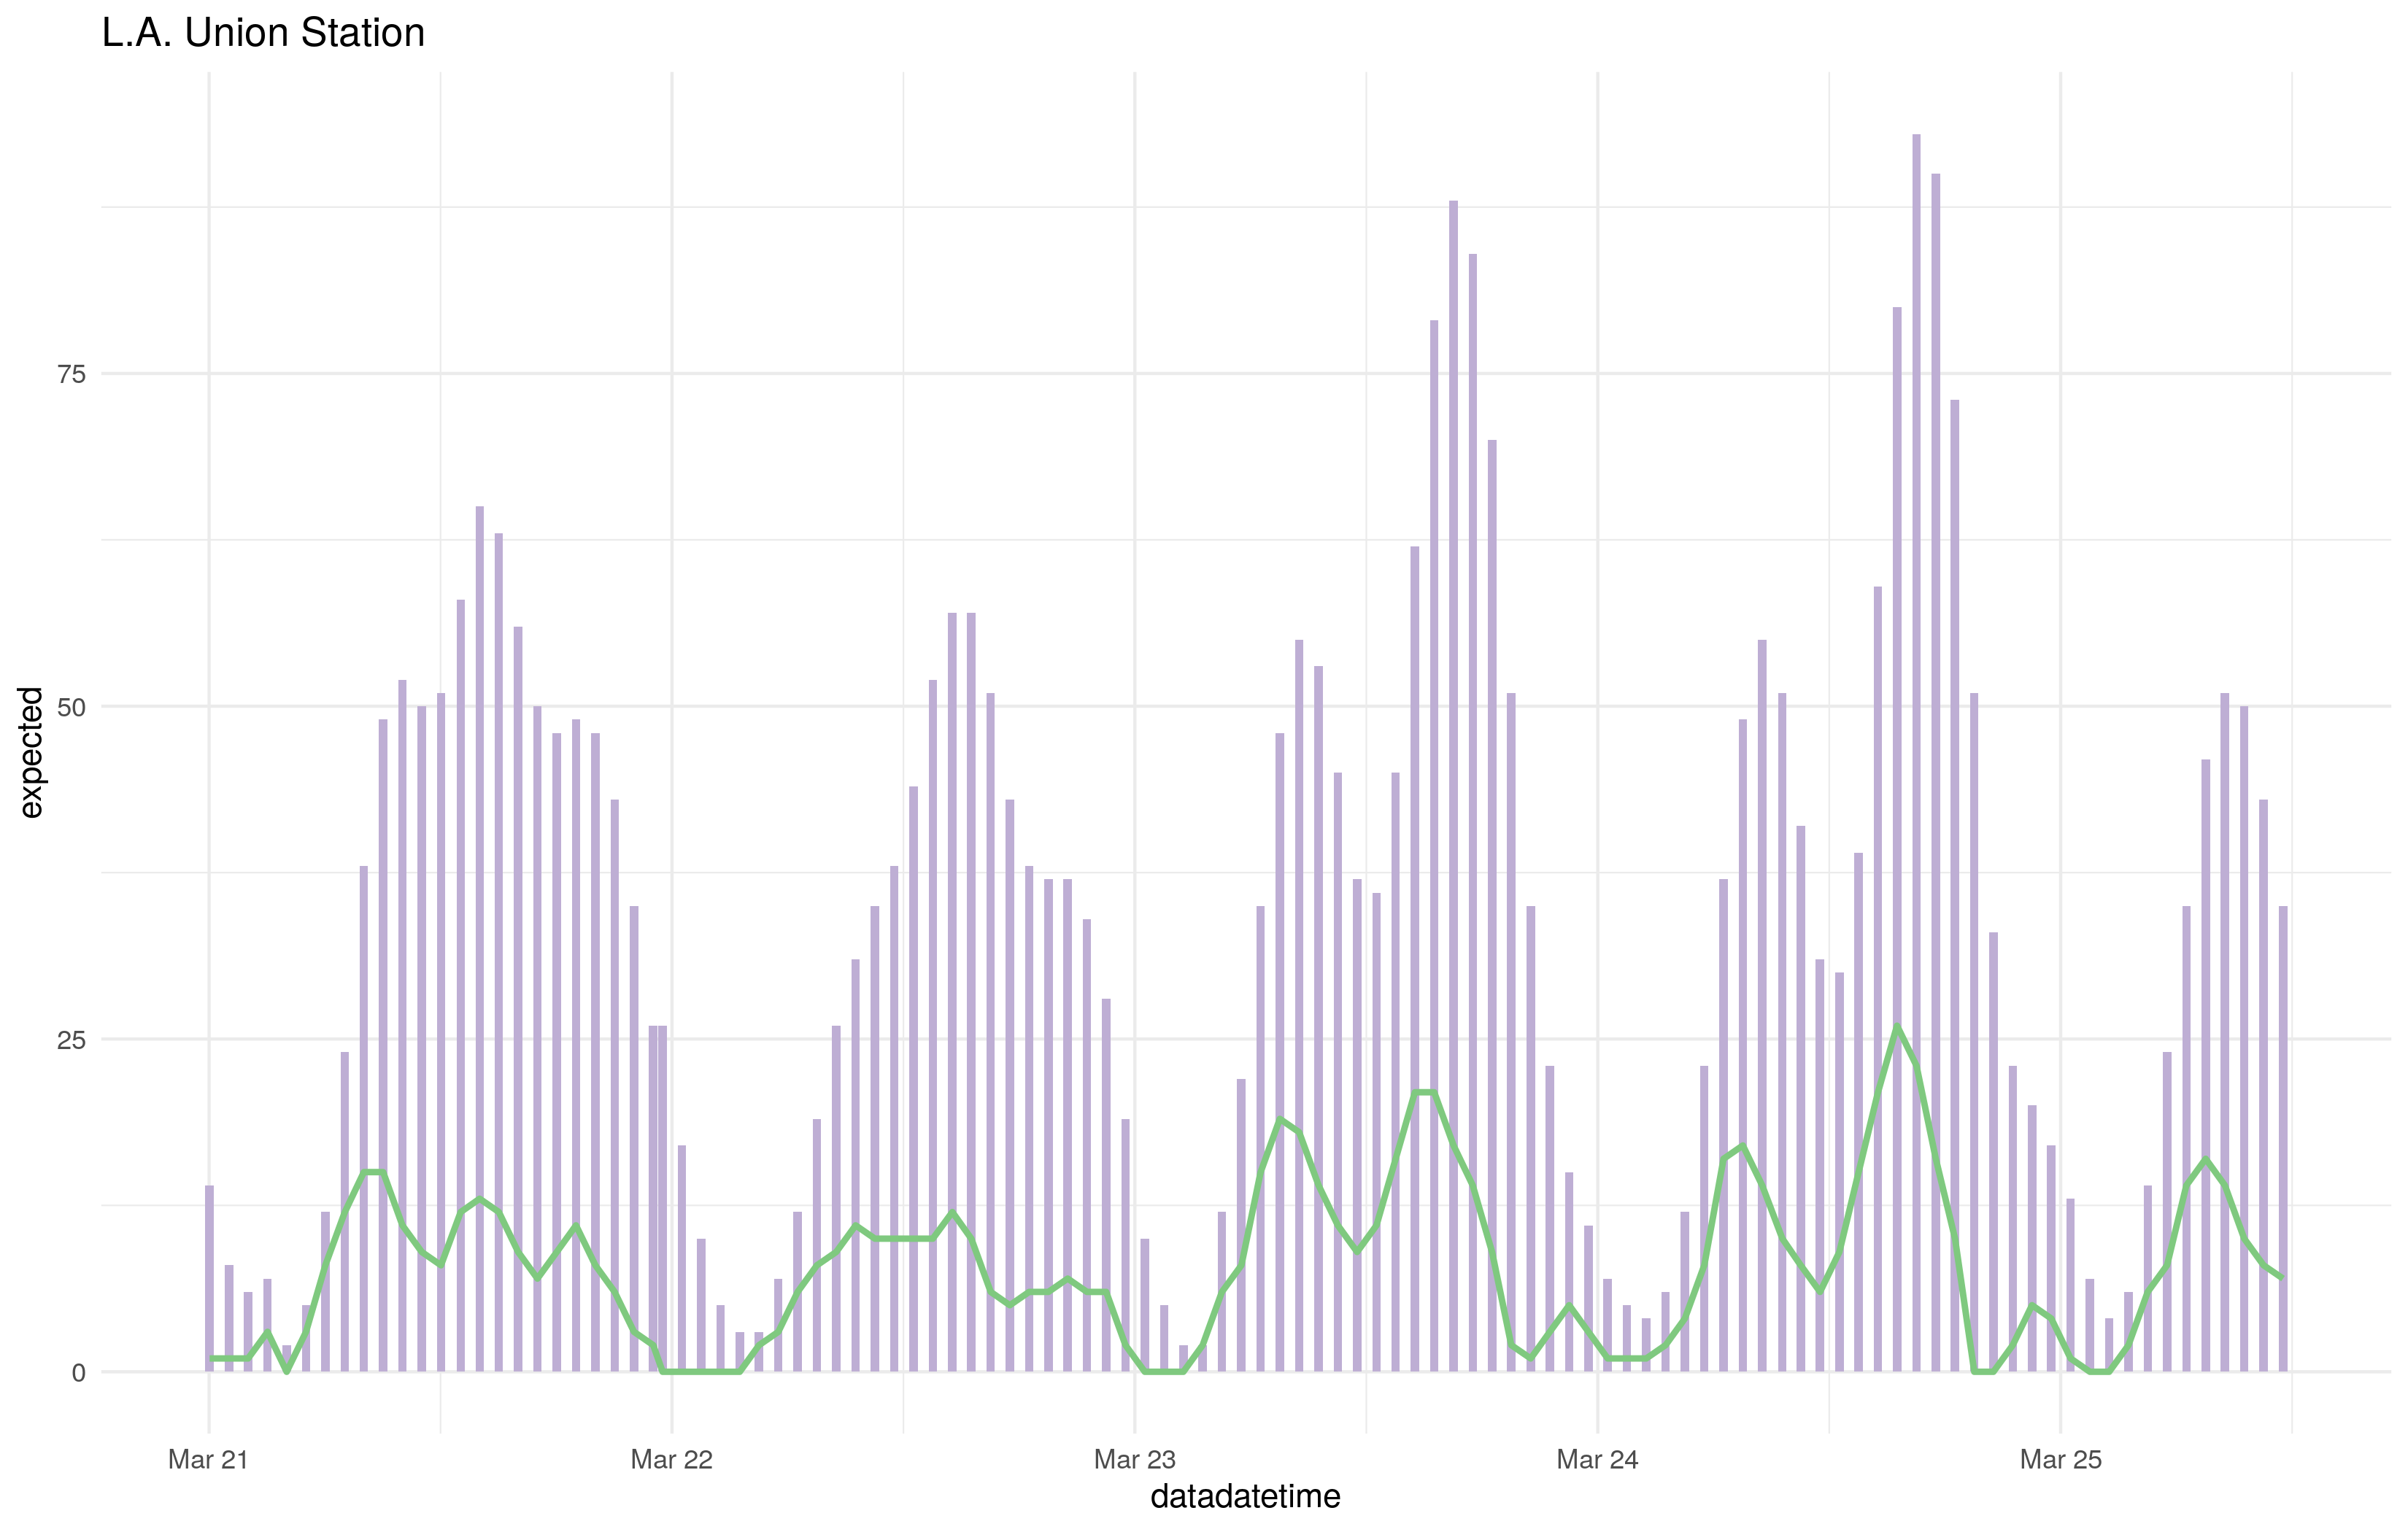 L.A. Union Station
75
50
25
0
expected
Mar 21
Mar 22
Mar 23
Mar 24
Mar 25
datadatetime